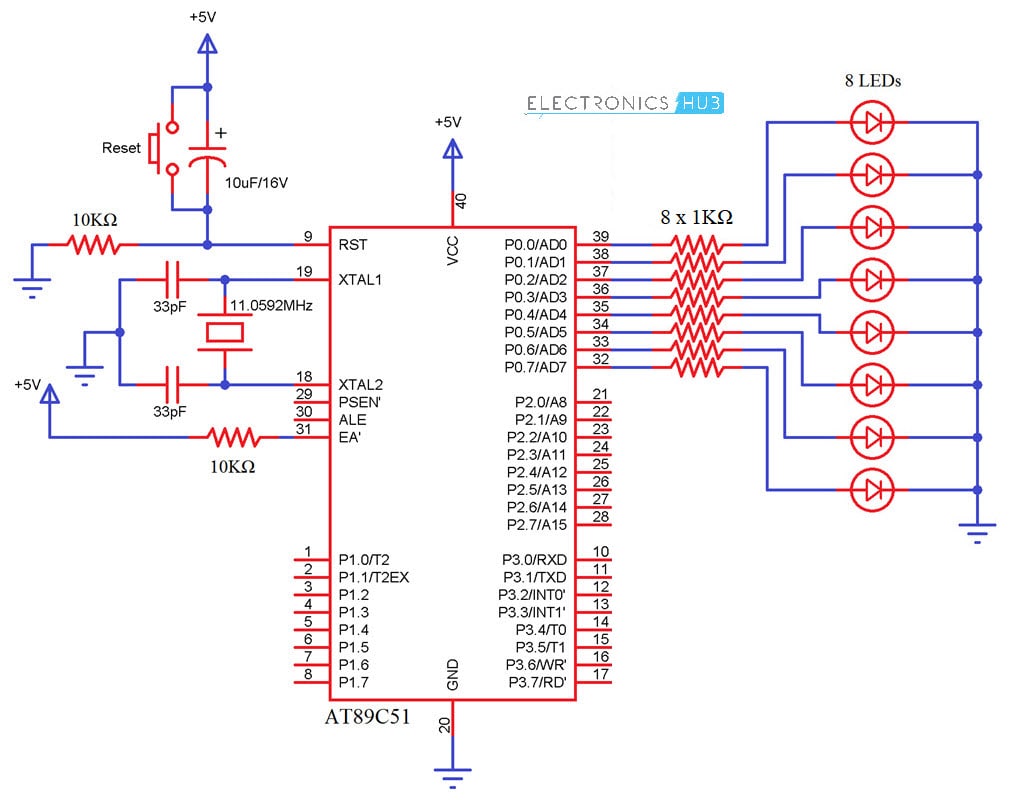 +5V
ELECTRONICS HUB
8 LEDs
+
Reset
10uF/16V
+5V
40
VCC
10KΩ
9 RST
19 XTAL1
33pF
11.0592MHz
18 XTAL2
33pF
29 PSEN'
30 ALE
31 EA'
+5V
10KΩ
8 x 1KΩ
P0.0/AD0 39
P0.1/AD1 38
P0.2/AD2 37
P0.3/AD3 36
P0.4/AD4 35
P0.5/AD5 34
P0.6/AD6 33
P0.7/AD7 32
P2.0/A8 21
P2.1/A9 22
P2.2/A10 23
P2.3/A11 24
P2.4/A12 25
P2.5/A13 26
P2.6/A14 27
P2.7/A15 28
1 P1.0/T2
2 P1.1/T2EX
3 P1.2
4 P1.3
5 P1.4
6 P1.5
7 P1.6
8 P1.7
P3.0/RXD 10
P3.1/TXD 11
P3.2/INT0' 12
P3.3/INT1' 13
P3.4/T0 14
P3.5/T1 15
P3.6/WR' 16
P3.7/RD' 17
GND
20
AT89C51